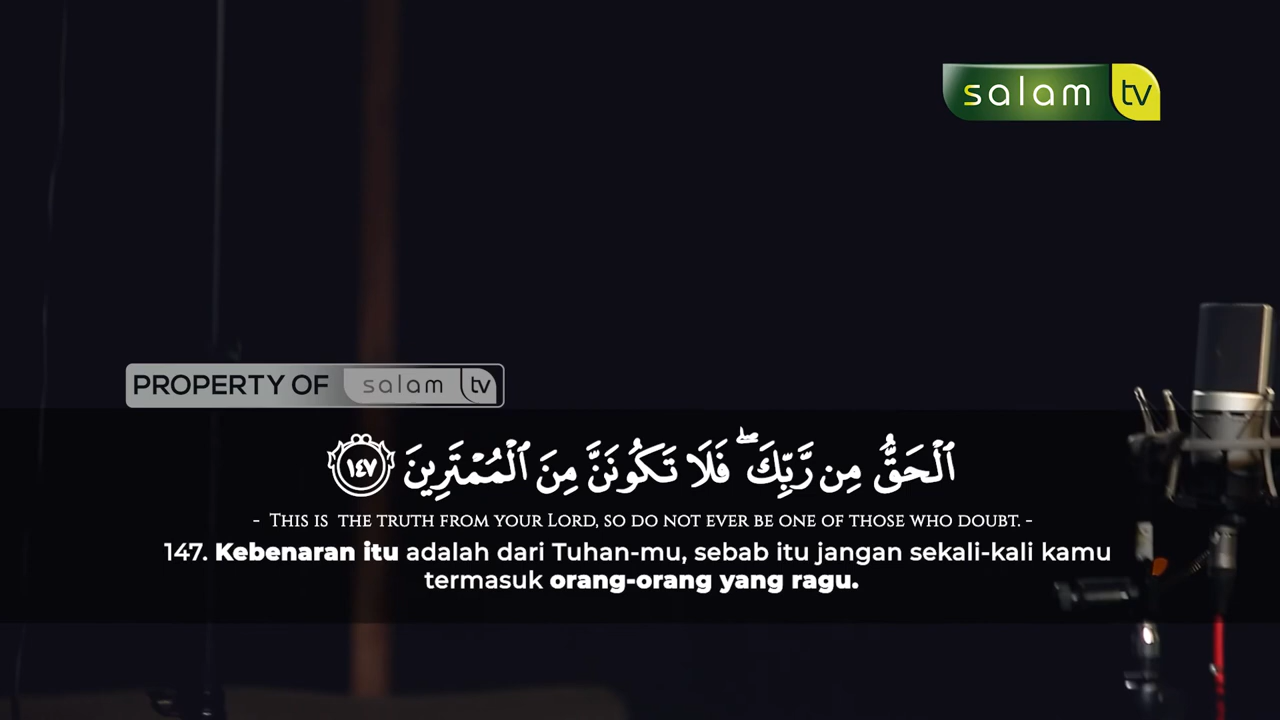 salam tv
PROPERTY OF salam tv
ٱلْحَقُّ مِن رَّبِّكَ ۖ فَلَا تَكُونَنَّ مِنَ ٱلْمُمْتَرِينَ ١٤٧
- This is the truth from your Lord, so do not ever be one of those who doubt. -
147. Kebenaran itu adalah dari Tuhan-mu, sebab itu jangan sekali-kali kamu
termasuk orang-orang yang ragu.